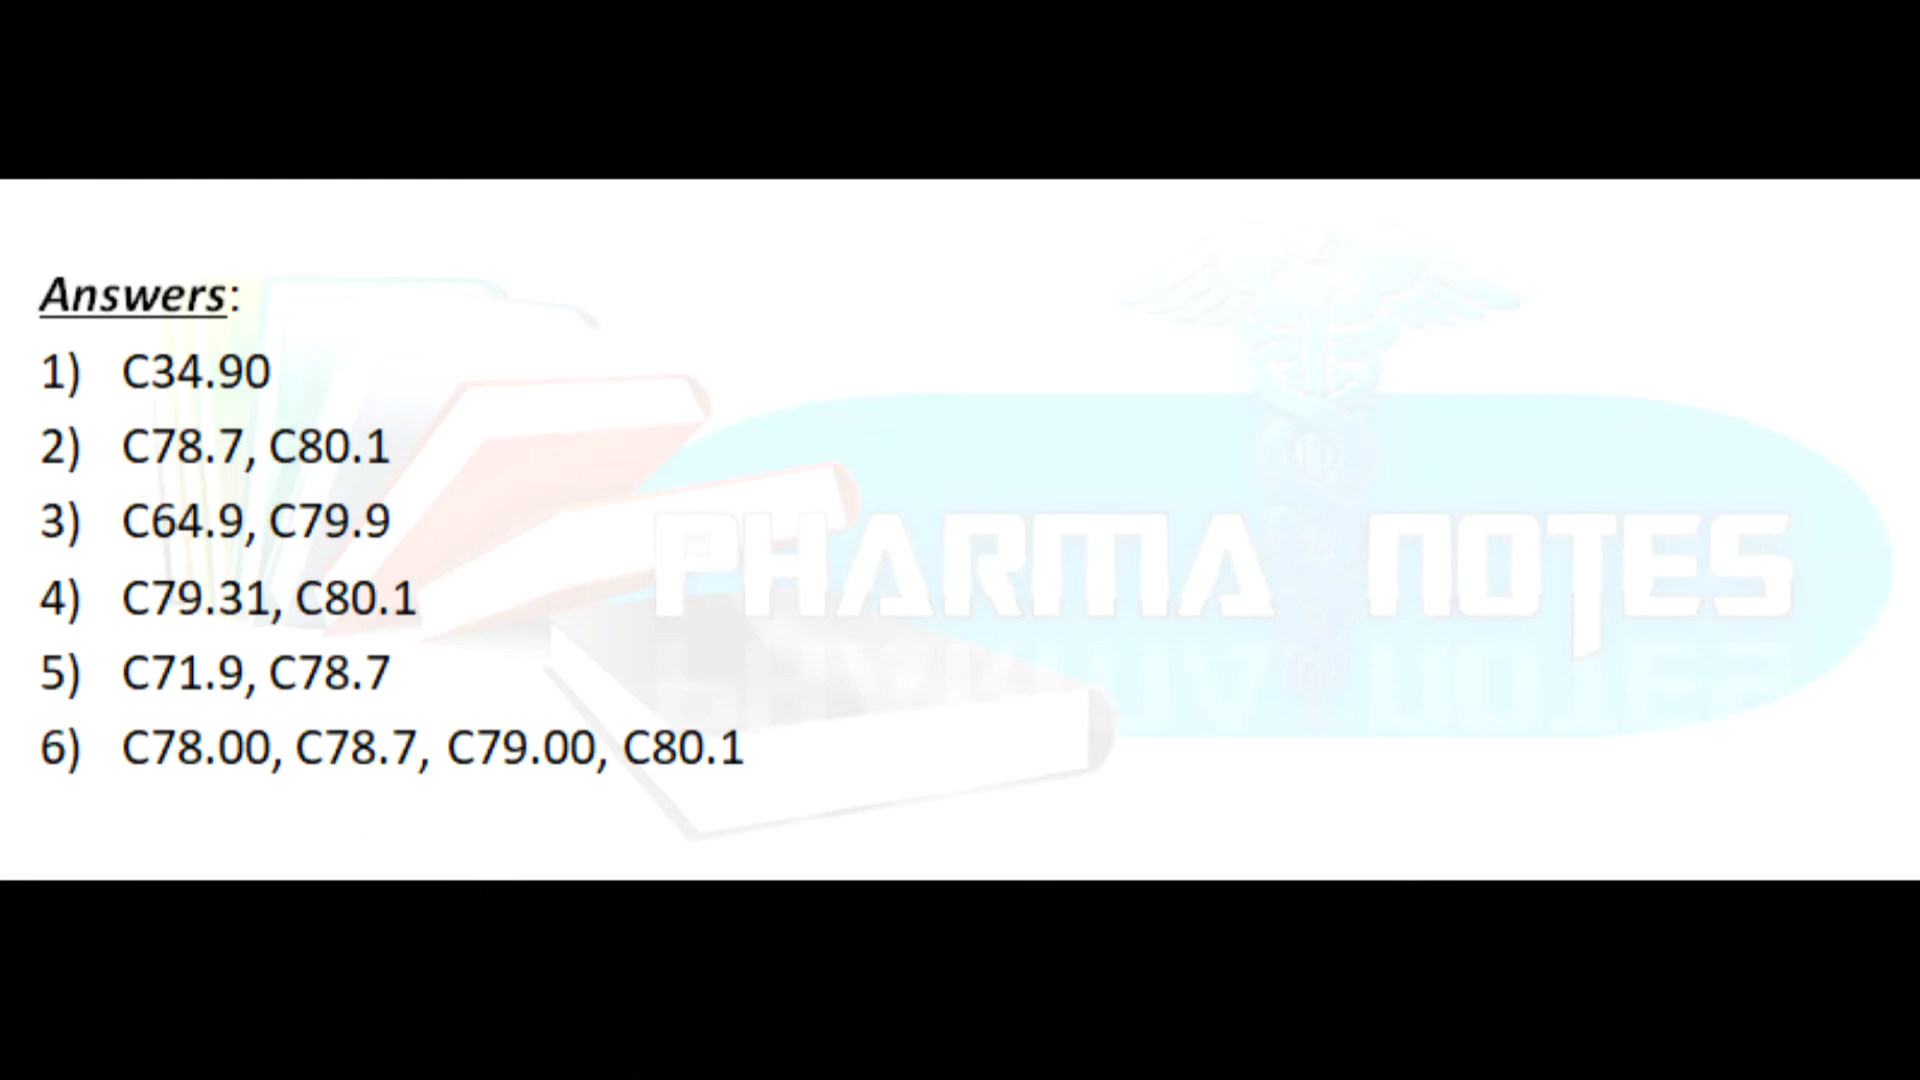 Answers:
1) C34.90
2) C78.7, C80.1
3) C64.9, C79.9
4) C79.31, C80.1
5) C71.9, C78.7
6) C78.00, C78.7, C79.00, C80.1
PHARMA NOTES